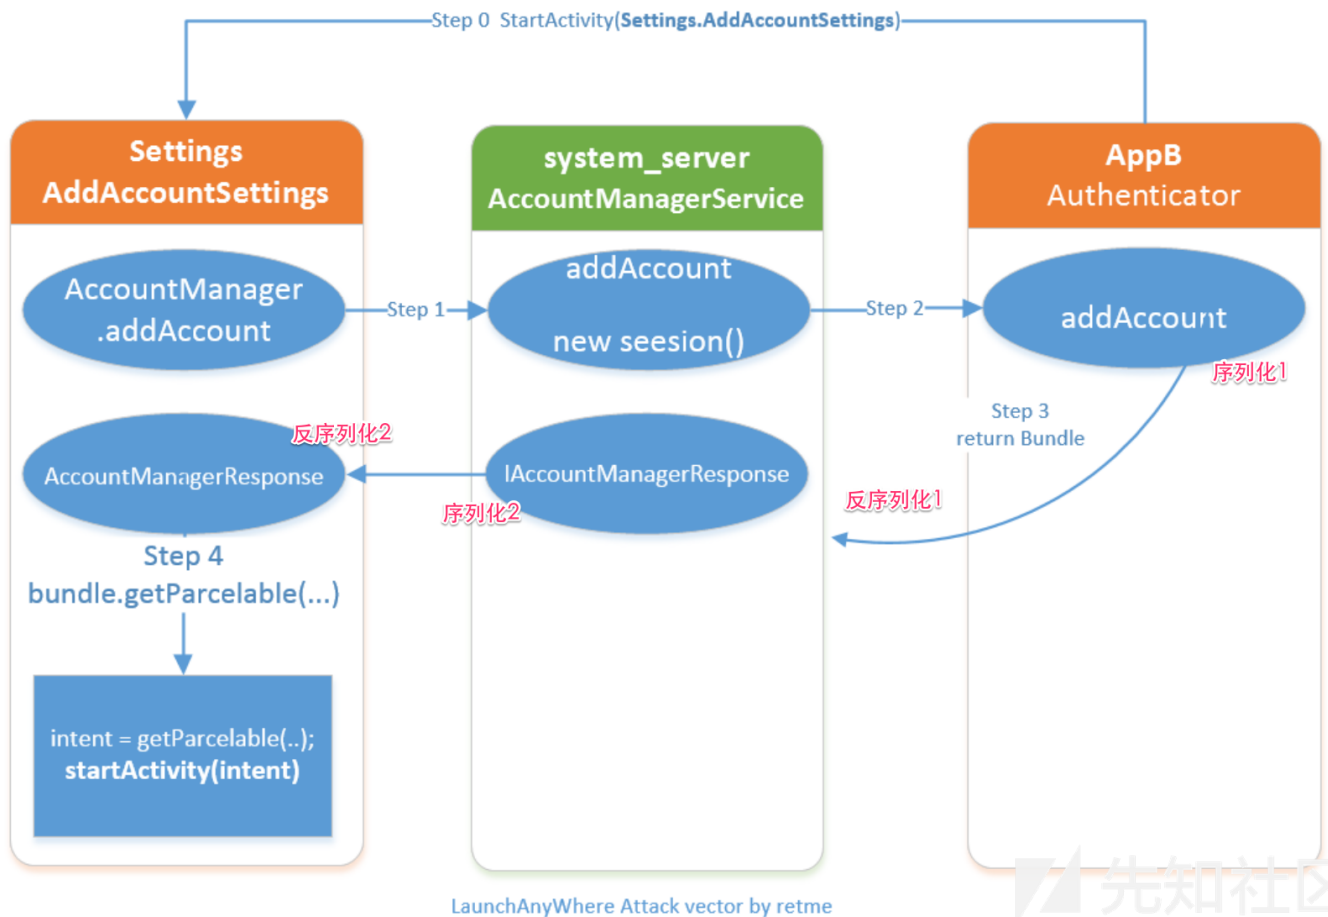 Step 0 StartActivity(Settings.AddAccountSettings)
Settings
AddAccountSettings
system_server
AccountManagerService
AppB
Authenticator
AccountManager
.addAccount
Step 1
addAccount
new seesion()
Step 2
addAccount
序列化1
Step 3
return Bundle
反序列化1
IAccountManagerResponse
序列化2
反序列化2
AccountManagerResponse
Step 4
bundle.getParcelable(...)
intent = getParcelable(..);
startActivity(intent)
先知社区
LaunchAnyWhere Attack vector by retme